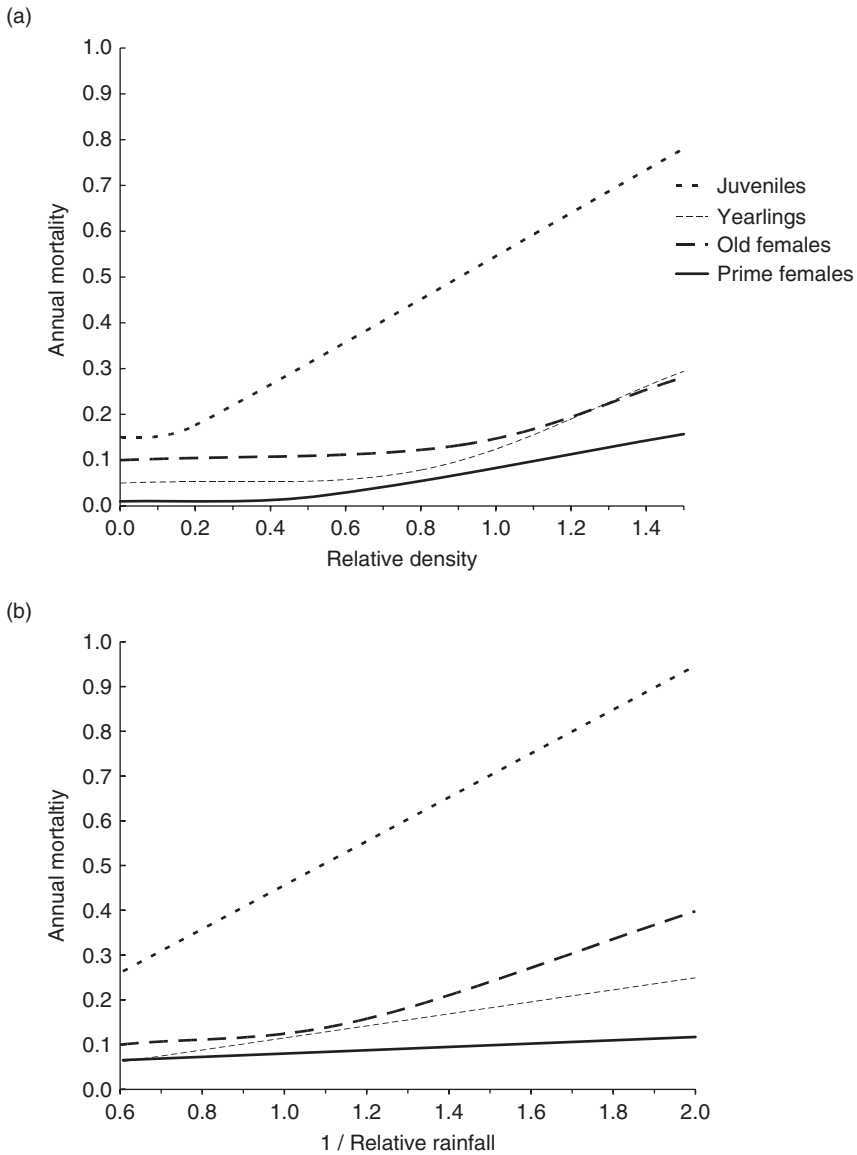 (a)
1.0
0.9
0.8
0.7
0.6
0.5
0.4
0.3
0.2
0.1
0.0
Annual mortality
0.0 0.2 0.4 0.6 0.8 1.0 1.2 1.4
Relative density
Juveniles
Yearlings
Old females
Prime females
(b)
1.0
0.9
0.8
0.7
0.6
0.5
0.4
0.3
0.2
0.1
0.0
Annual mortaltiy
0.6 0.8 1.0 1.2 1.4 1.6 1.8 2.0
1 / Relative rainfall